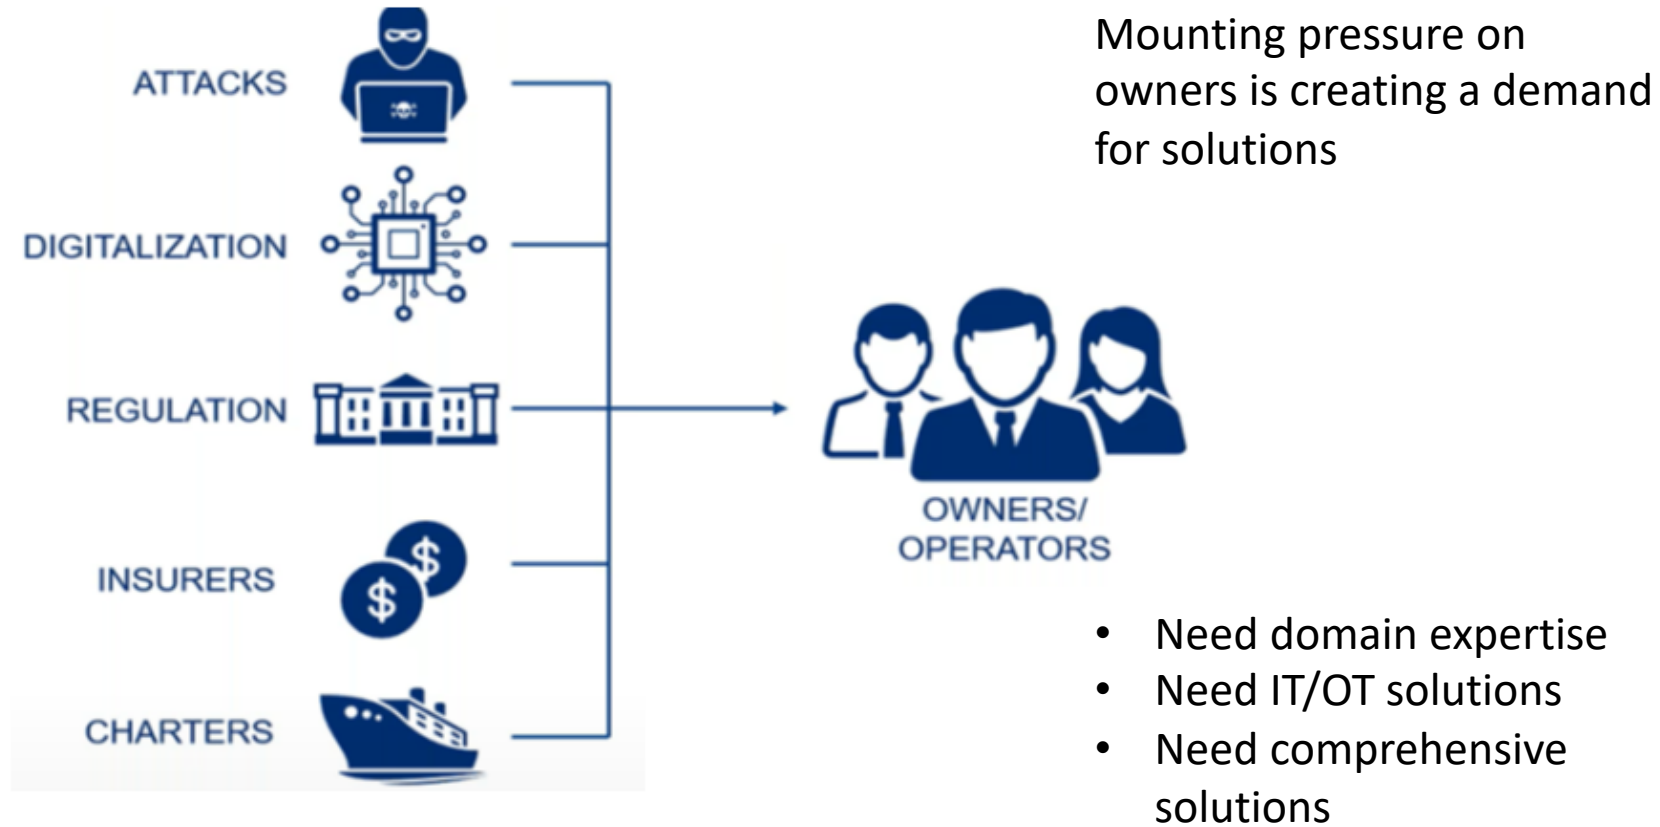 Mounting pressure on
owners is creating a demand
for solutions
ATTACKS
DIGITALIZATION
REGULATION
INSURERS
CHARTERS
OWNERS/
OPERATORS
• Need domain expertise
• Need IT/OT solutions
• Need comprehensive
solutions